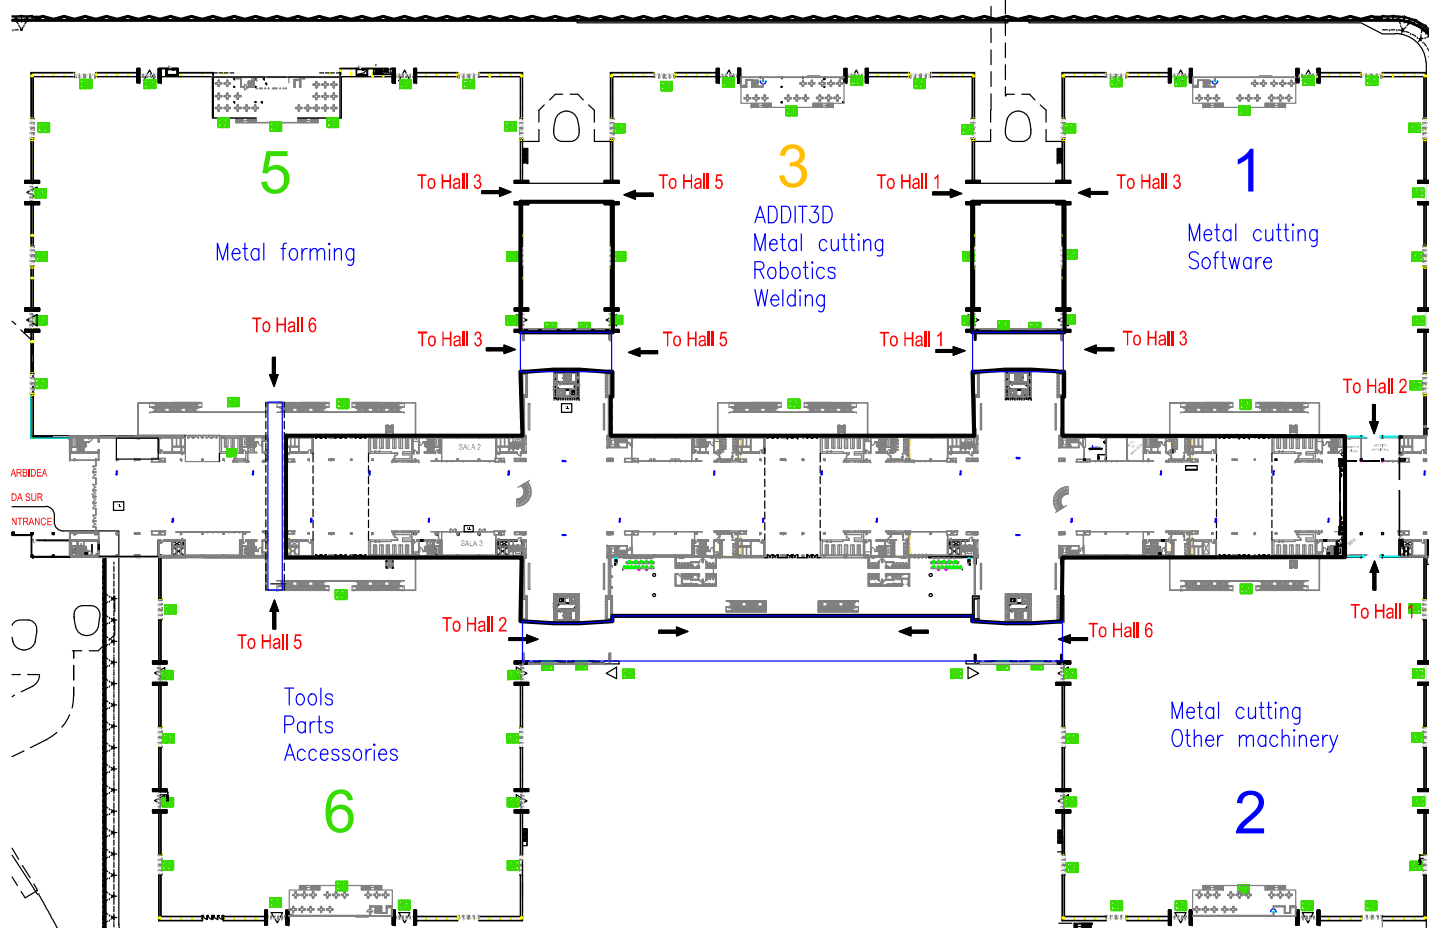 5
3
1
To Hall 3
To Hall 5
To Hall 1
To Hall 3
ADDIT3D
Metal cutting
Robotics
Welding
Metal cutting
Software
Metal forming
To Hall 6
To Hall 3
To Hall 5
To Hall 1
To Hall 3
To Hall 2
SALA 2
ARBIDEA
DA SUR
NTRANCE
SALA 3
To Hall 5
To Hall 2
To Hall 6
To Hall 1
Tools
Parts
Accessories
Metal cutting
Other machinery
6
2